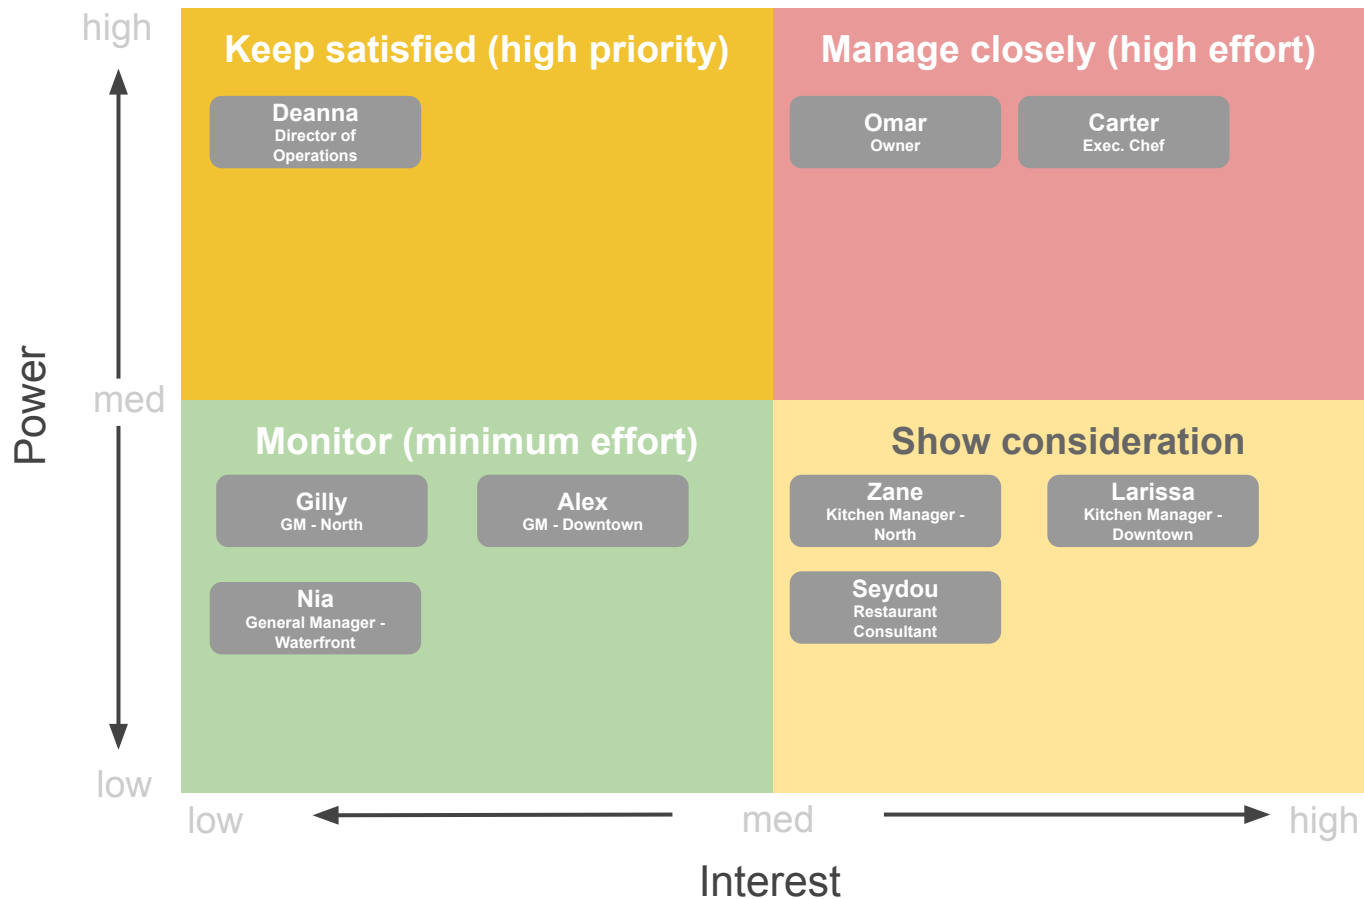 high
Keep satisfied (high priority)
Manage closely (high effort)
Deanna
Director of
Operations
Omar
Owner
Carter
Exec. Chef
Power
med
Monitor (minimum effort)
Show consideration
Gilly
GM - North
Alex
GM - Downtown
Zane
Kitchen Manager -
North
Larissa
Kitchen Manager -
Downtown
Nia
General Manager -
Waterfront
Seydou
Restaurant
Consultant
low
low
med
high
Interest